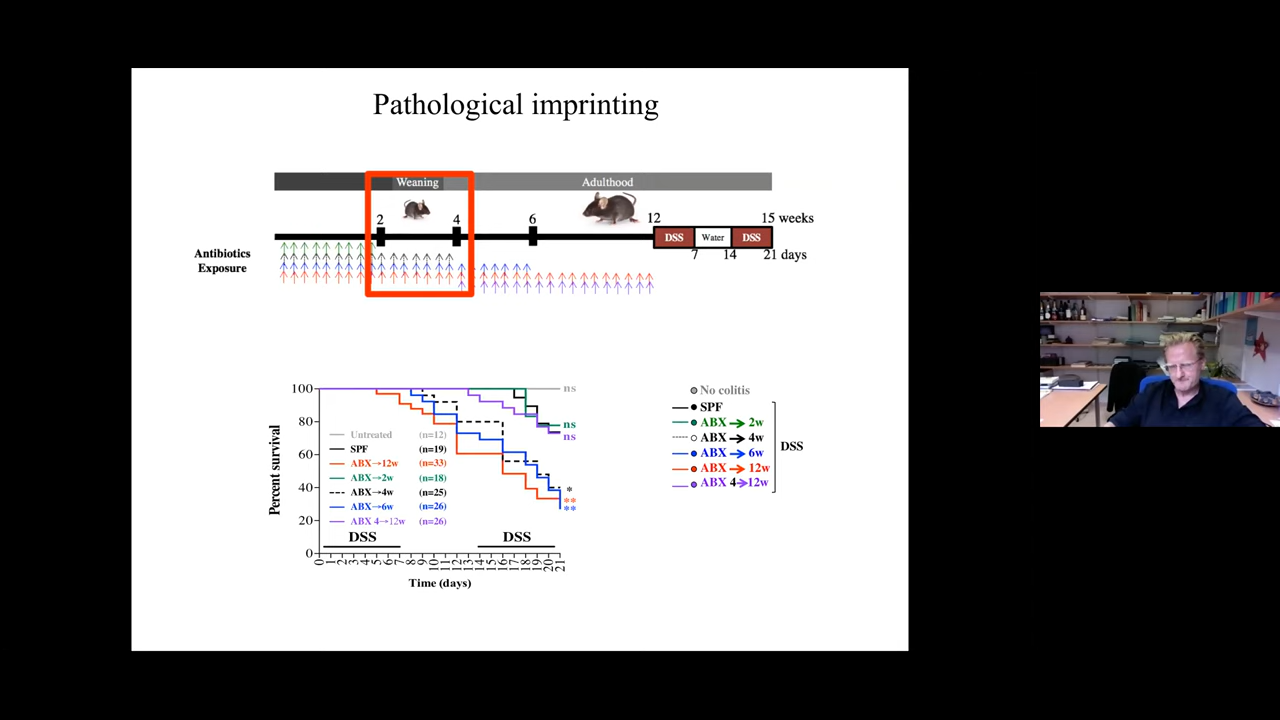 Pathological imprinting
Weaning
Adulthood
2
4
6
12
15 weeks
DSS
Water
DSS
7
14
21 days
Antibiotics
Exposure
100
80
60
40
20
0
Percent survival
ns
ns
ns
*
**
**
Untreated (n=12)
SPF (n=19)
ABX→12w (n=33)
ABX→2w (n=18)
ABX→4w (n=25)
ABX→6w (n=26)
ABX 4→12w (n=26)
DSS
DSS
0 1 2 3 4 5 6 7 8 9 10 11 12 13 14 15 16 17 18 19 20 21
Time (days)
No colitis
SPF
ABX → 2w
ABX → 4w
ABX → 6w
ABX → 12w
ABX 4→12w
DSS